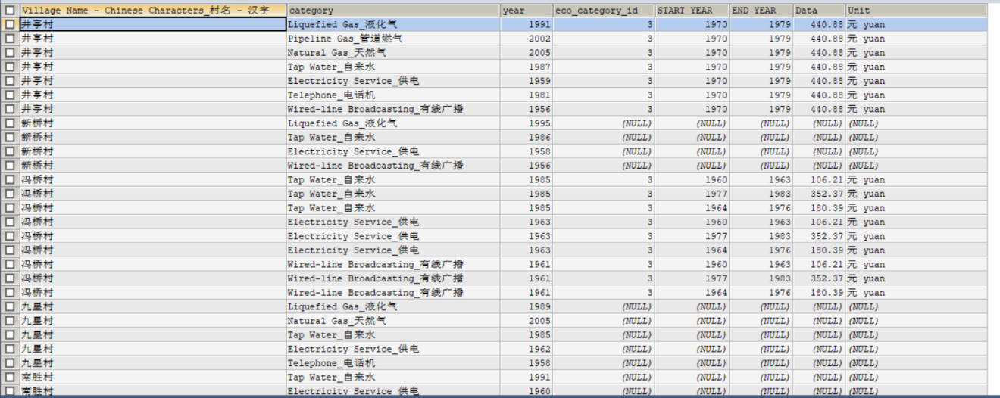 Village Name - Chinese Characters_村名 - 汉字 category year eco_category_id START YEAR END YEAR Data Unit
井亭村 Liquefied Gas_液化气 1991 3 1970 1979 440.88 元 yuan
井亭村 Pipeline Gas_管道燃气 2002 3 1970 1979 440.88 元 yuan
井亭村 Natural Gas_天然气 2005 3 1970 1979 440.88 元 yuan
井亭村 Tap Water_自来水 1987 3 1970 1979 440.88 元 yuan
井亭村 Electricity Service_供电 1959 3 1970 1979 440.88 元 yuan
井亭村 Telephone_电话机 1981 3 1970 1979 440.88 元 yuan
井亭村 Wired-line Broadcasting_有线广播 1956 3 1970 1979 440.88 元 yuan
新桥村 Liquefied Gas_液化气 1995 (NULL) (NULL) (NULL) (NULL) (NULL)
新桥村 Tap Water_自来水 1986 (NULL) (NULL) (NULL) (NULL) (NULL)
新桥村 Electricity Service_供电 1958 (NULL) (NULL) (NULL) (NULL) (NULL)
新桥村 Wired-line Broadcasting_有线广播 1956 (NULL) (NULL) (NULL) (NULL) (NULL)
冯桥村 Tap Water_自来水 1985 3 1960 1963 106.21 元 yuan
冯桥村 Tap Water_自来水 1985 3 1977 1983 352.37 元 yuan
冯桥村 Tap Water_自来水 1985 3 1964 1976 180.39 元 yuan
冯桥村 Electricity Service_供电 1963 3 1960 1963 106.21 元 yuan
冯桥村 Electricity Service_供电 1963 3 1977 1983 352.37 元 yuan
冯桥村 Electricity Service_供电 1963 3 1964 1976 180.39 元 yuan
冯桥村 Wired-line Broadcasting_有线广播 1961 3 1960 1963 106.21 元 yuan
冯桥村 Wired-line Broadcasting_有线广播 1961 3 1977 1983 352.37 元 yuan
冯桥村 Wired-line Broadcasting_有线广播 1961 3 1964 1976 180.39 元 yuan
九星村 Liquefied Gas_液化气 1989 (NULL) (NULL) (NULL) (NULL) (NULL)
九星村 Natural Gas_天然气 2005 (NULL) (NULL) (NULL) (NULL) (NULL)
九星村 Tap Water_自来水 1985 (NULL) (NULL) (NULL) (NULL) (NULL)
九星村 Electricity Service_供电 1962 (NULL) (NULL) (NULL) (NULL) (NULL)
九星村 Telephone_电话机 1958 (NULL) (NULL) (NULL) (NULL) (NULL)
南胜村 Tap Water_自来水 1991 (NULL) (NULL) (NULL) (NULL) (NULL)
南胜村 Electricity Service_供电 1960 (NULL) (NULL) (NULL) (NULL) (NULL)